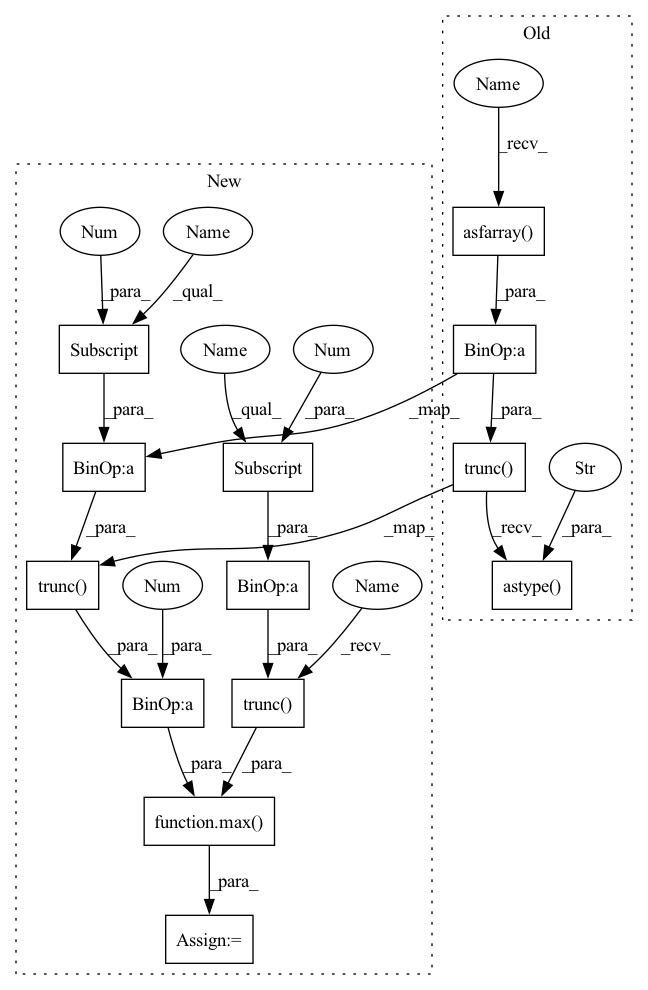 Old
Name
_recv_
New
Num
Name
asfarray()
_para_
_qual_
_para_
Subscript
Name
Num
BinOp:a
_para_
_qual_
_para_
_map_
_para_
BinOp:a
Subscript
trunc()
Str
_para_
_para_
_map_
_recv_
_para_
trunc()
Num
BinOp:a
Name
astype()
_para_
_para_
_para_
_recv_
BinOp:a
trunc()
_para_
_para_
function.max()
_para_
Assign:=